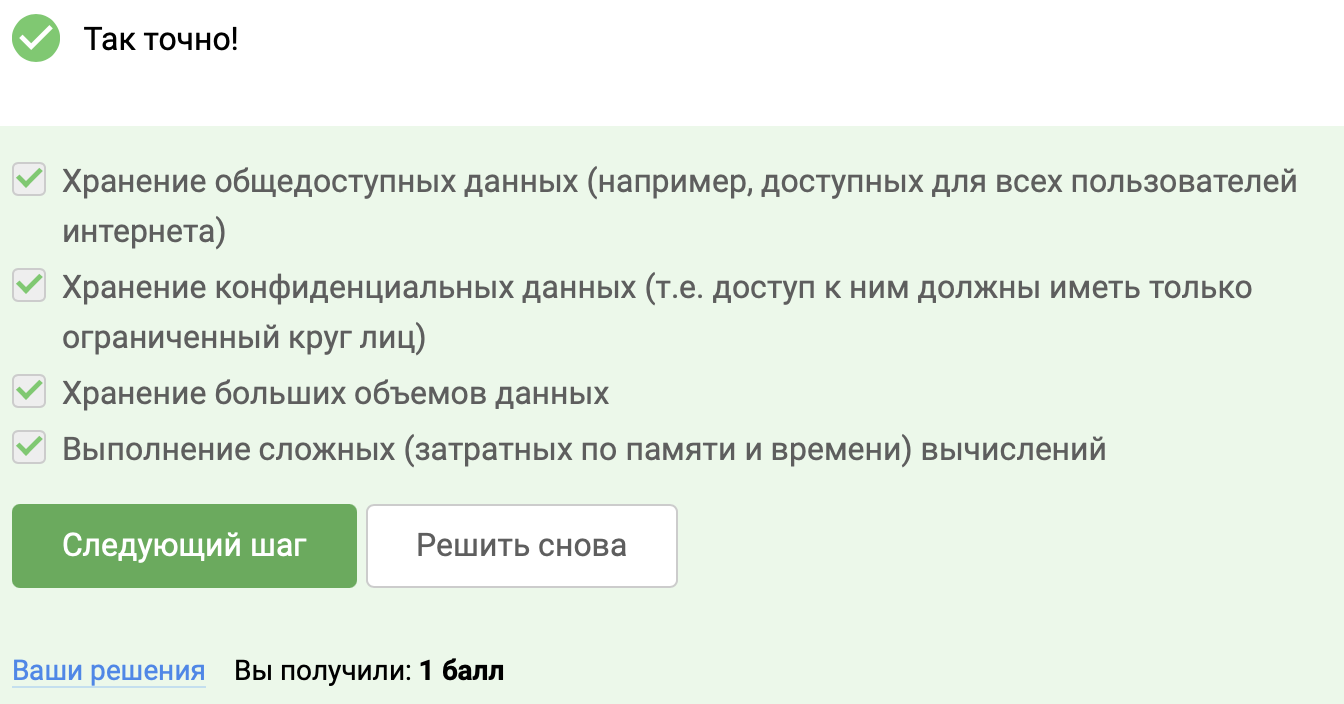 Так точно!
Хранение общедоступных данных (например, доступных для всех пользователей
интернета)
Хранение конфиденциальных данных (т.е. доступ к ним должны иметь только
ограниченный круг лиц)
Хранение больших объемов данных
Выполнение сложных (затратных по памяти и времени) вычислений
Следующий шаг
Решить снова
Ваши решения Вы получили: 1 балл